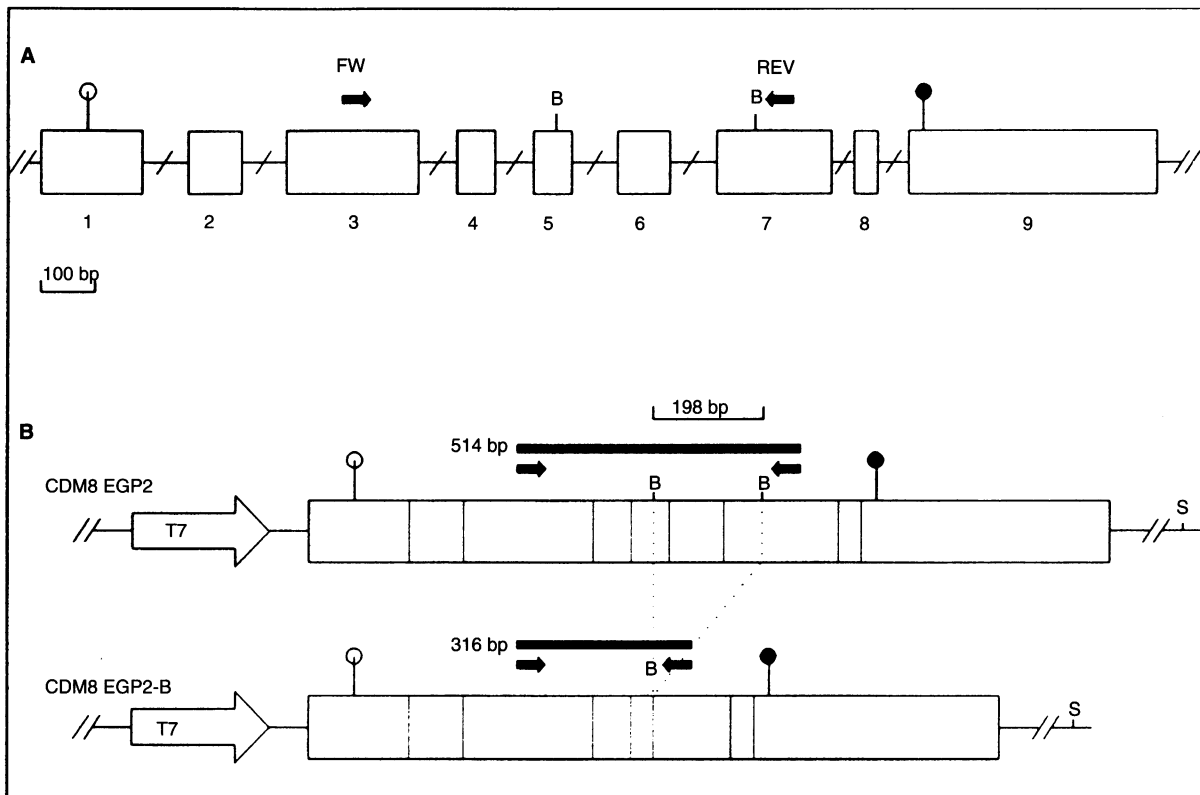 A
FW
REV
B
B
1 2 3 4 5 6 7 8 9
100 bp
198 bp
B
514 bp
CDM8 EGP2
B
B
S
T7
316 bp
B
CDM8 EGP2-B
S
T7